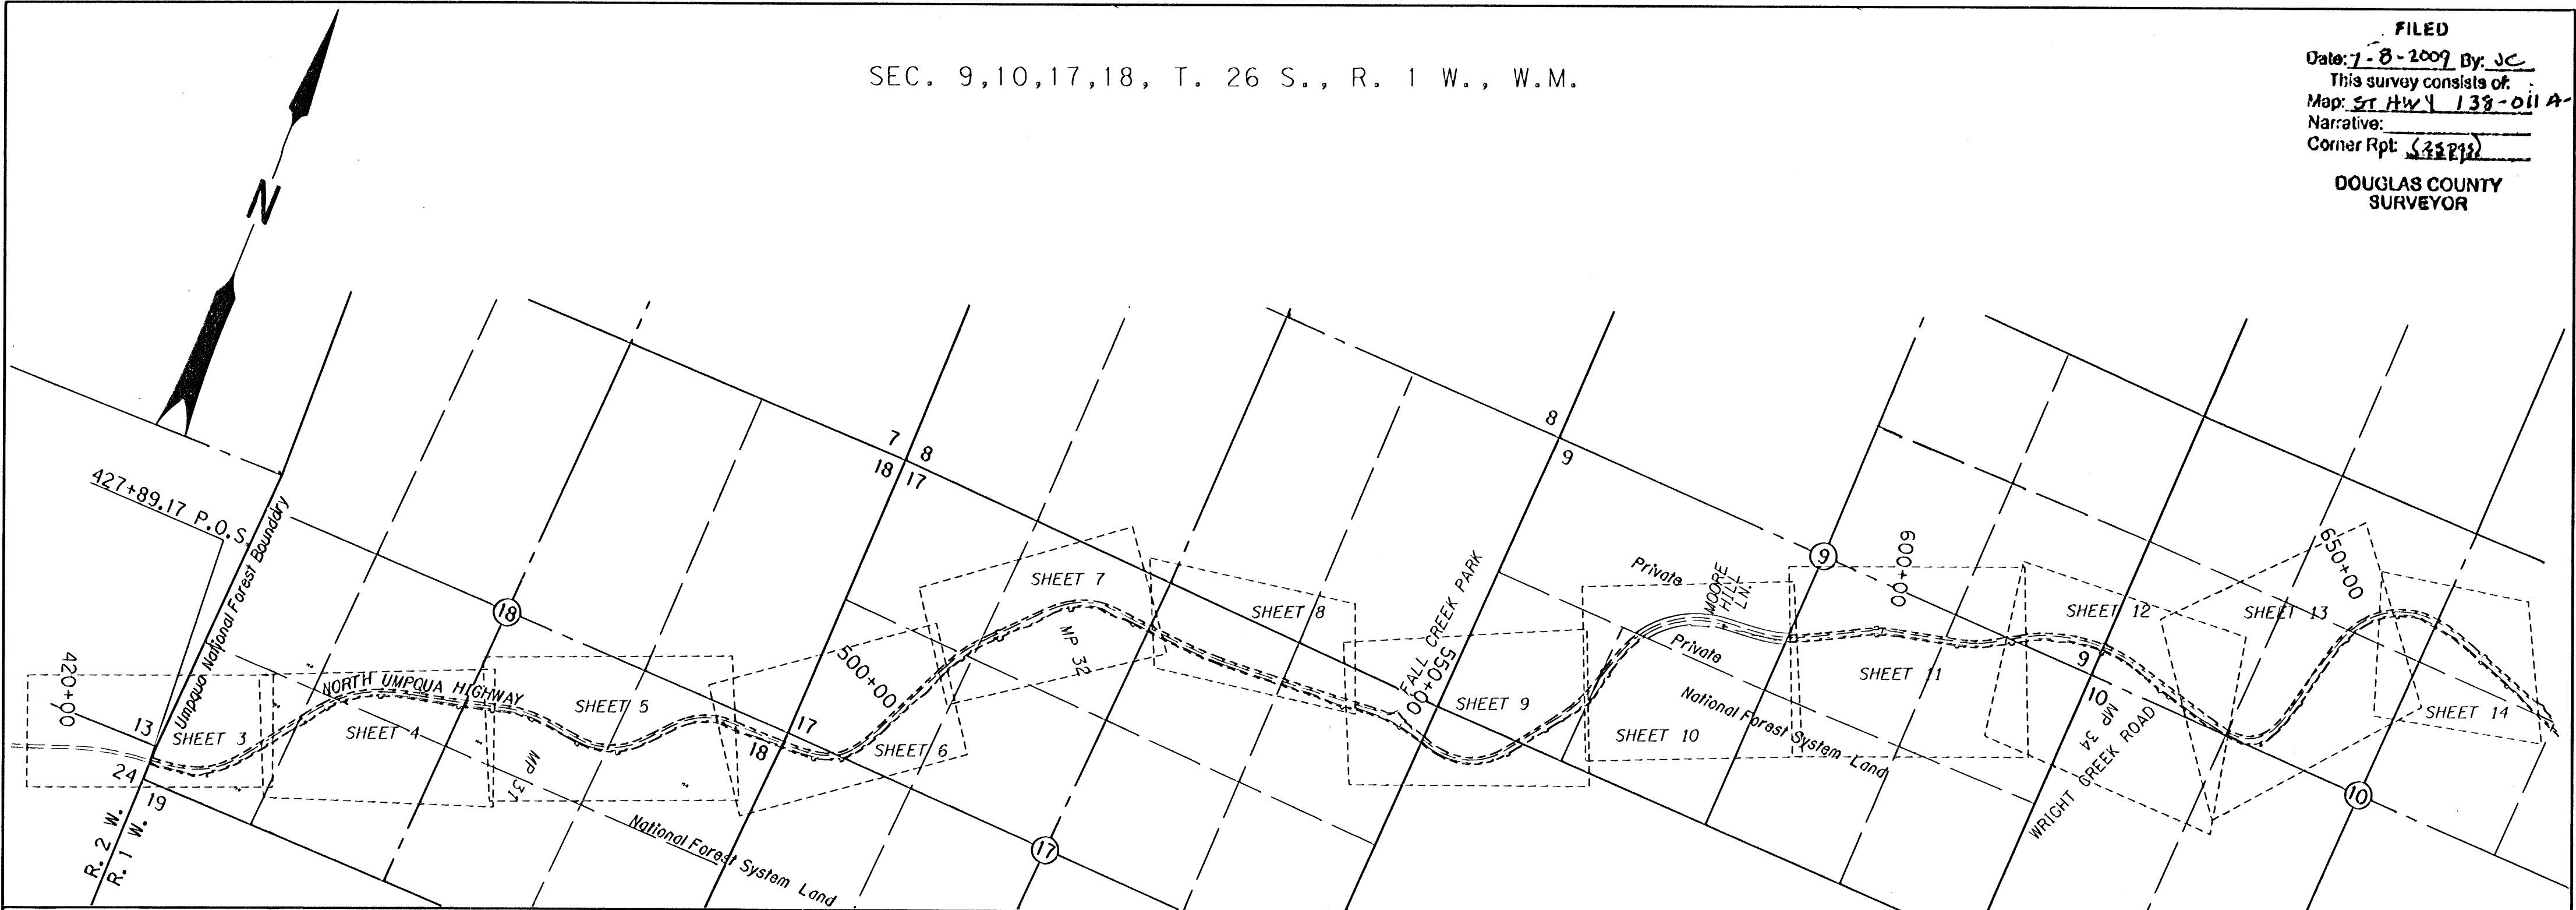 SEC. 9,10,17,18, T. 26 S., R. 1 W., W.M.
FILED
Date: 7-8-2009 By: JC
This survey consists of:
Map: ST HWY 138-011 A-
Narrative:
Corner Rpt:
DOUGLAS COUNTY
SURVEYOR
N
427+89.17 P.O.S.
Umpqua National Forest Boundry
420+00
13
24
19
R. 2 W.
R. 1 W.
SHEET 3
NORTH UMPQUA HIGHWAY
SHEET 4
18
MP 31
SHEET 5
National Forest System Land
7
8
18
17
17
18
500+00
SHEET 6
SHEET 7
MP 32
17
SHEET 8
FALL CREEK PARK
550+00
8
9
SHEET 9
Private
MOORE
HILL
LN.
Private
National Forest System Land
SHEET 10
9
600+00
SHEET 11
SHEET 12
9
10
MP 34
WRIGHT CREEK ROAD
SHEET 13
650+00
SHEET 14
10